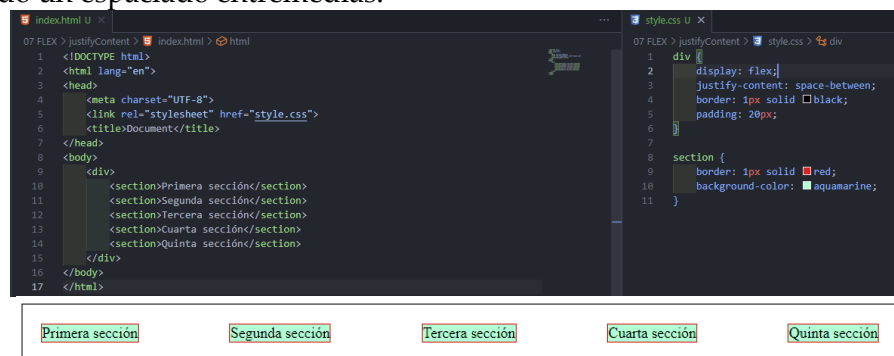 do un espaciado entremedias.
index.html U ×
07 FLEX > justifyContent > index.html > html
1 <!DOCTYPE html>
2 <html lang="en">
3 <head>
4     <meta charset="UTF-8">
5     <link rel="stylesheet" href="style.css">
6     <title>Document</title>
7 </head>
8 <body>
9     <div>
10         <section>Primera sección</section>
11         <section>Segunda sección</section>
12         <section>Tercera sección</section>
13         <section>Cuarta sección</section>
14         <section>Quinta sección</section>
15     </div>
16 </body>
17 </html>
style.css U ×
07 FLEX > justifyContent > style.css > div
1 div {
2     display: flex;
3     justify-content: space-between;
4     border: 1px solid black;
5     padding: 20px;
6 }
7
8 section {
9     border: 1px solid red;
10     background-color: aquamarine;
11 }
Primera sección Segunda sección Tercera sección Cuarta sección Quinta sección